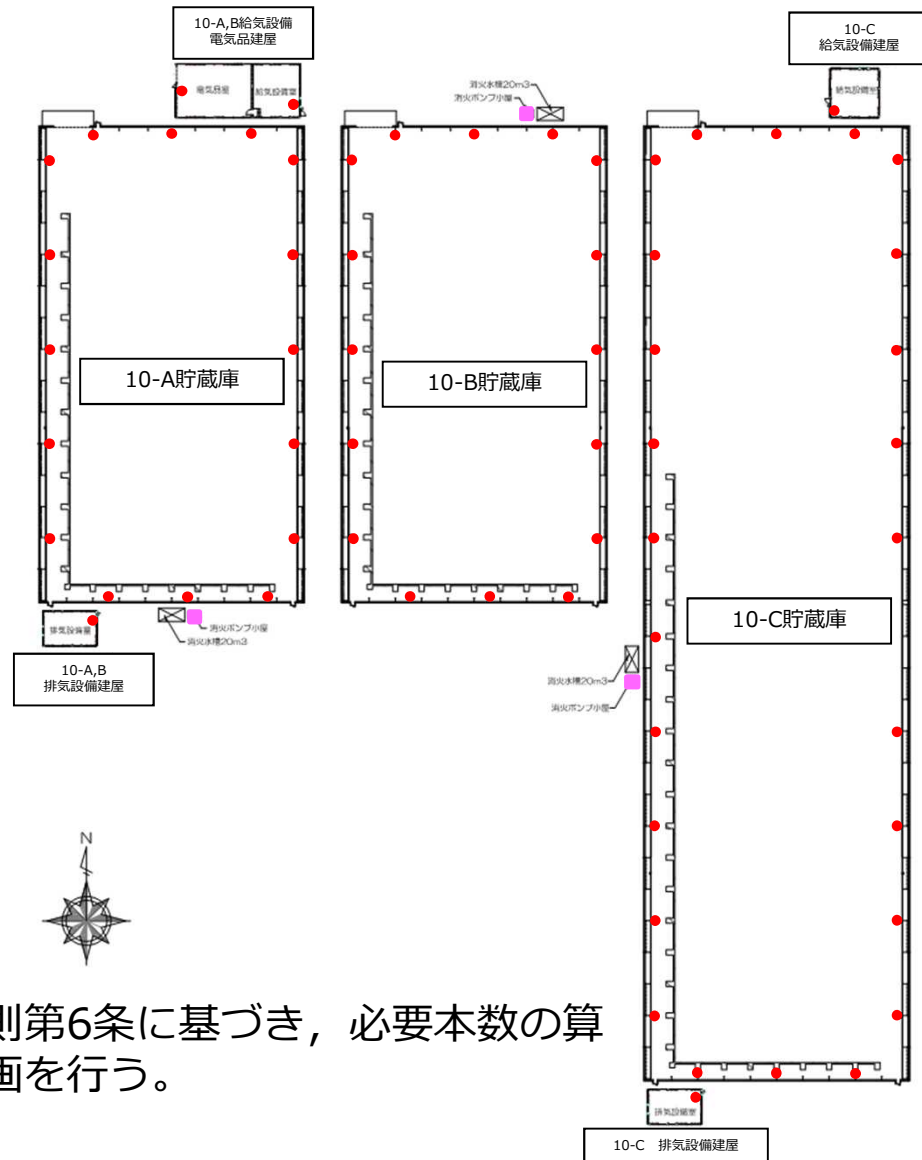 10-A,B給気設備
電気品建屋
10-C
給気設備建屋
電気品室
給気設備室
消火水槽20m3
消火ポンプ小屋
給気設備室
10-A貯蔵庫
10-B貯蔵庫
10-C貯蔵庫
排気設備室
消火ポンプ小屋
消火水槽20m3
10-A,B
排気設備建屋
消火水槽20m3
消火ポンプ小屋
N
則第6条に基づき，必要本数の算
画を行う。
排気設備室
10-C 排気設備建屋